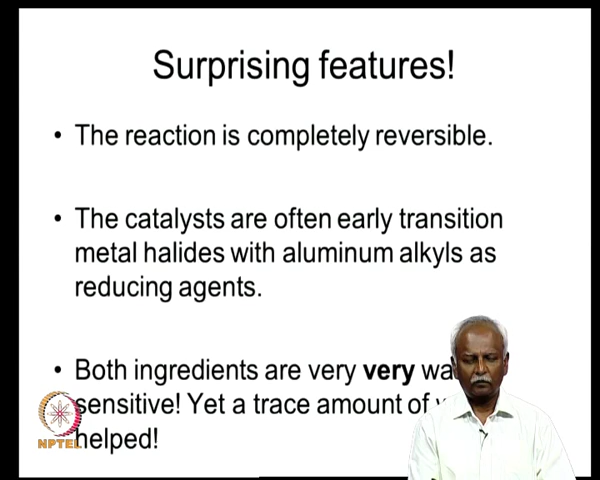 Surprising features!
• The reaction is completely reversible.
• The catalysts are often early transition
metal halides with aluminum alkyls as
reducing agents.
• Both ingredients are very very
sensitive! Yet a trace amount of
helped!
NPTEL